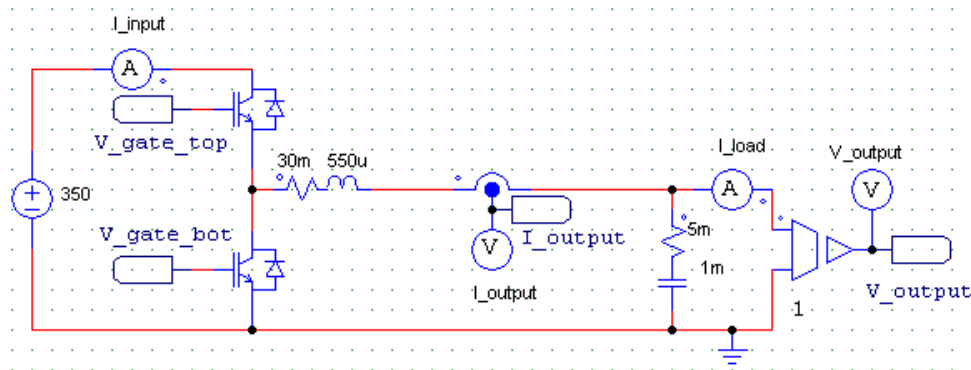 I_input
A
V_gate_top
30m 550u
350
V_gate_bot
I_output
V
I_output
I_load
A
5m
1m
V_output
V
V_output
1